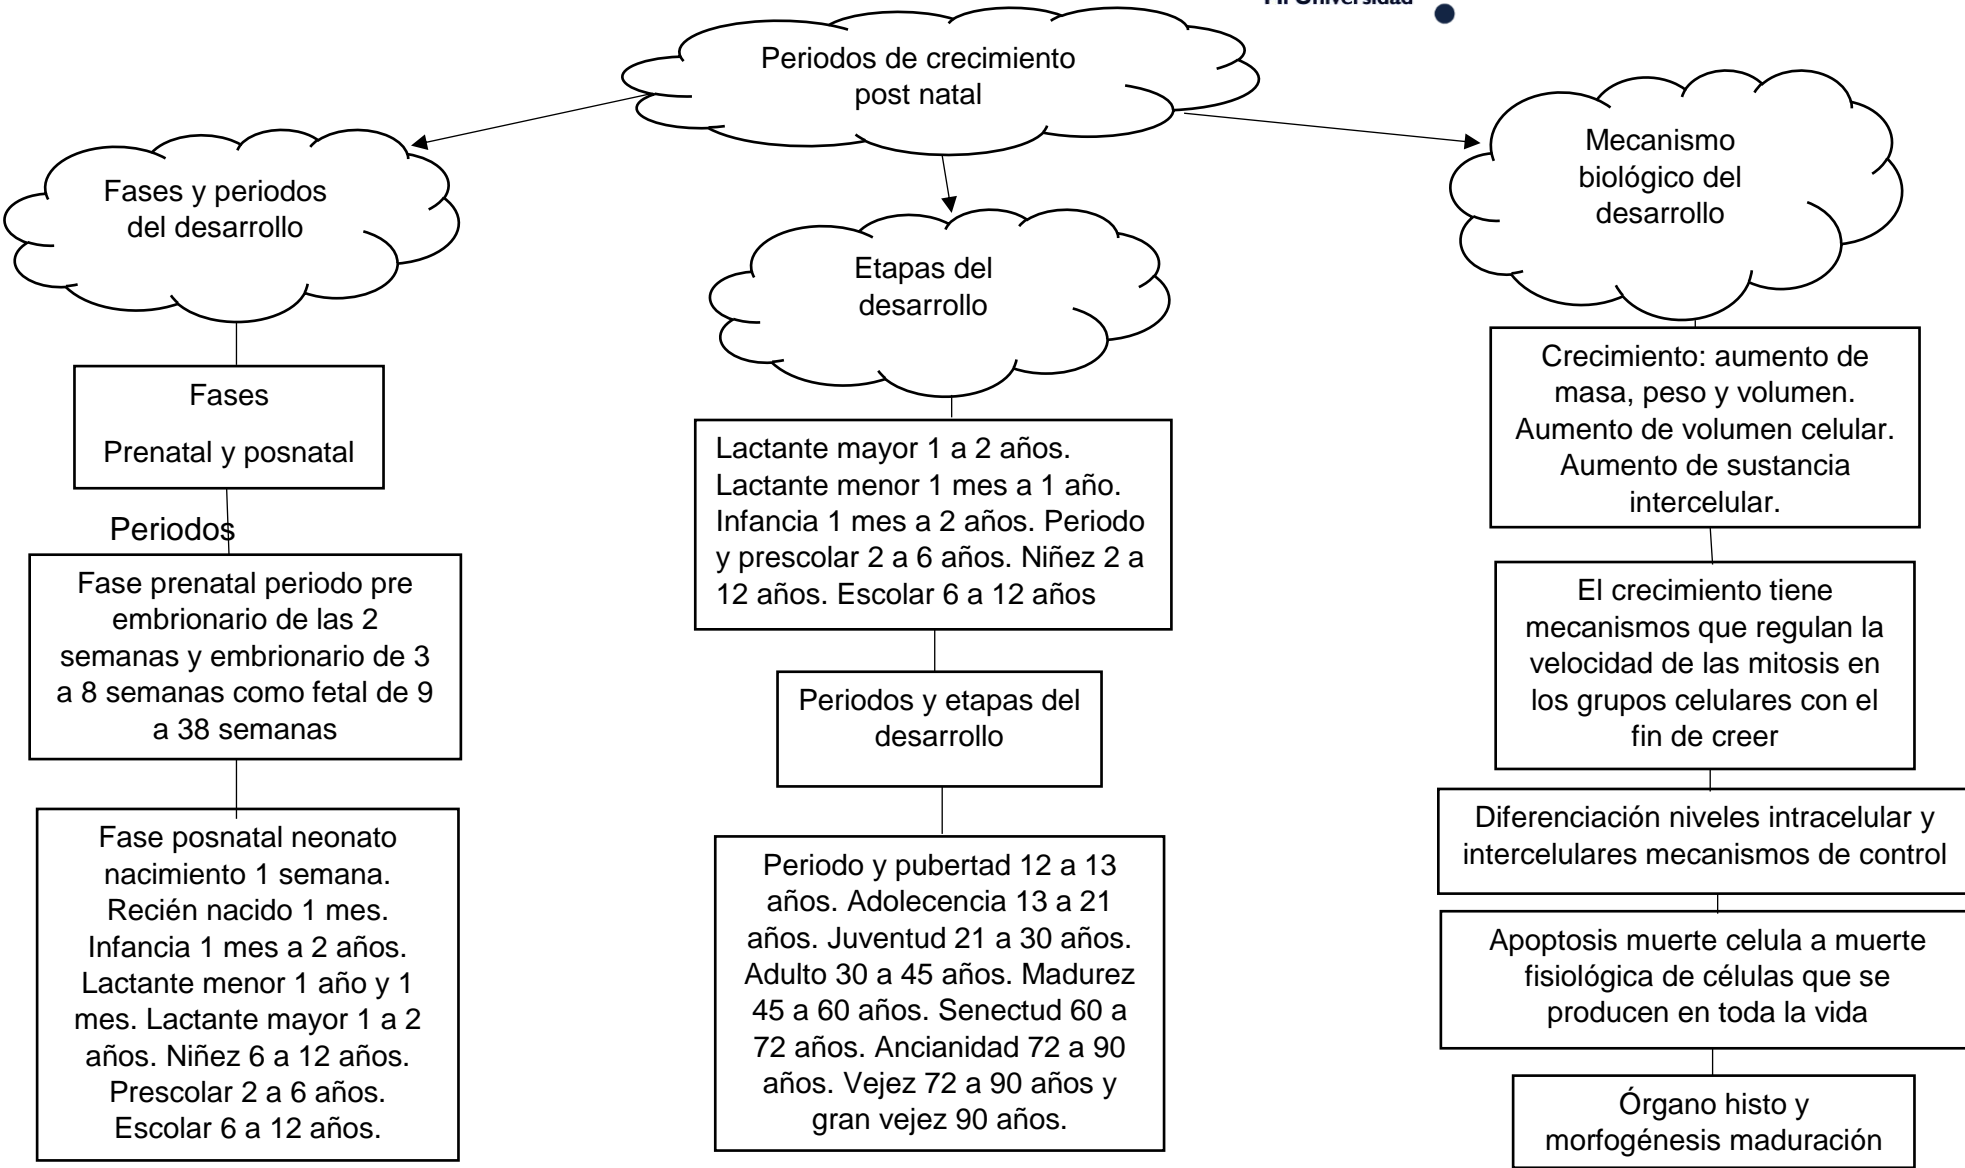 Mi Universidad
Periodos de crecimiento
post natal
Fases y periodos
del desarrollo
Fases
Prenatal y posnatal
Periodos
Fase prenatal periodo pre
embrionario de las 2
semanas y embrionario de 3
a 8 semanas como fetal de 9
a 38 semanas
Fase posnatal neonato
nacimiento 1 semana.
Recién nacido 1 mes.
Infancia 1 mes a 2 años.
Lactante menor 1 año y 1
mes. Lactante mayor 1 a 2
años. Niñez 6 a 12 años.
Prescolar 2 a 6 años.
Escolar 6 a 12 años.
Etapas del
desarrollo
Lactante mayor 1 a 2 años.
Lactante menor 1 mes a 1 año.
Infancia 1 mes a 2 años. Periodo
y prescolar 2 a 6 años. Niñez 2 a
12 años. Escolar 6 a 12 años
Periodos y etapas del
desarrollo
Periodo y pubertad 12 a 13
años. Adolecencia 13 a 21
años. Juventud 21 a 30 años.
Adulto 30 a 45 años. Madurez
45 a 60 años. Senectud 60 a
72 años. Ancianidad 72 a 90
años. Vejez 72 a 90 años y
gran vejez 90 años.
Mecanismo
biológico del
desarrollo
Crecimiento: aumento de
masa, peso y volumen.
Aumento de volumen celular.
Aumento de sustancia
intercelular.
El crecimiento tiene
mecanismos que regulan la
velocidad de las mitosis en
los grupos celulares con el
fin de creer
Diferenciación niveles intracelular y
intercelulares mecanismos de control
Apoptosis muerte celula a muerte
fisiológica de células que se
producen en toda la vida
Órgano histo y
morfogénesis maduración